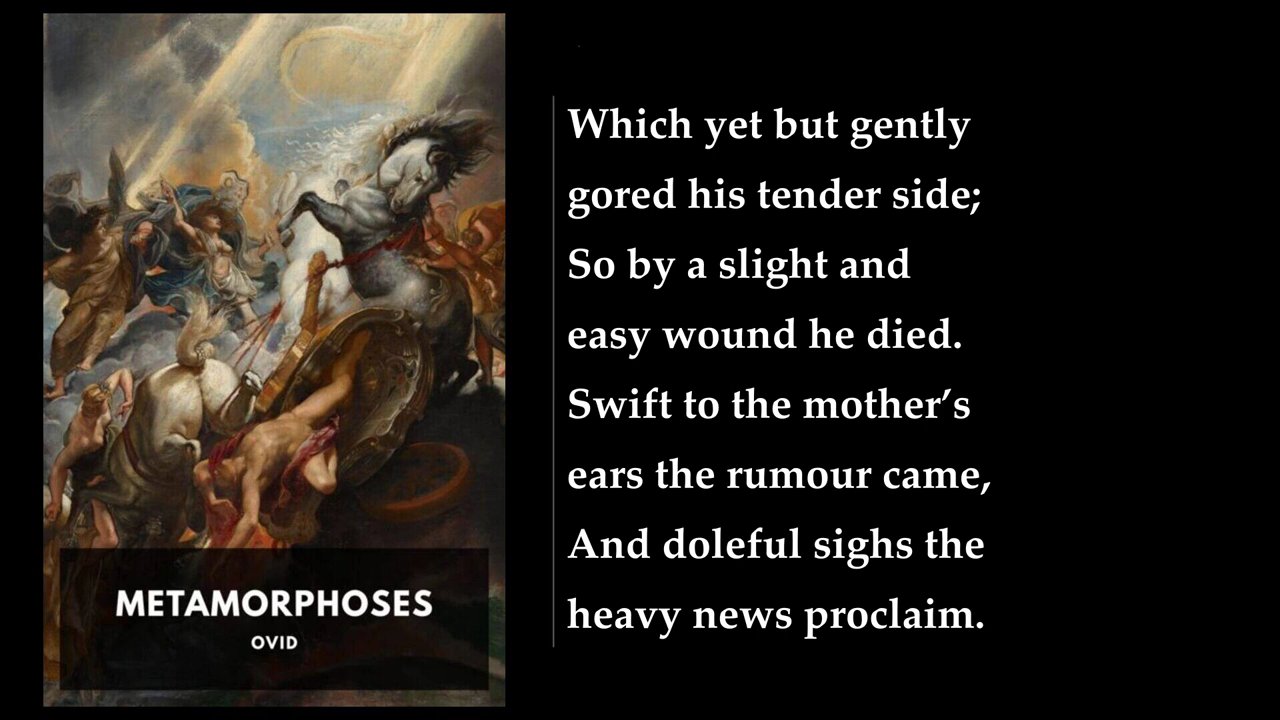 METAMORPHOSES
OVID
Which yet but gently
gored his tender side;
So by a slight and
easy wound he died.
Swift to the mother’s
ears the rumour came,
And doleful sighs the
heavy news proclaim.